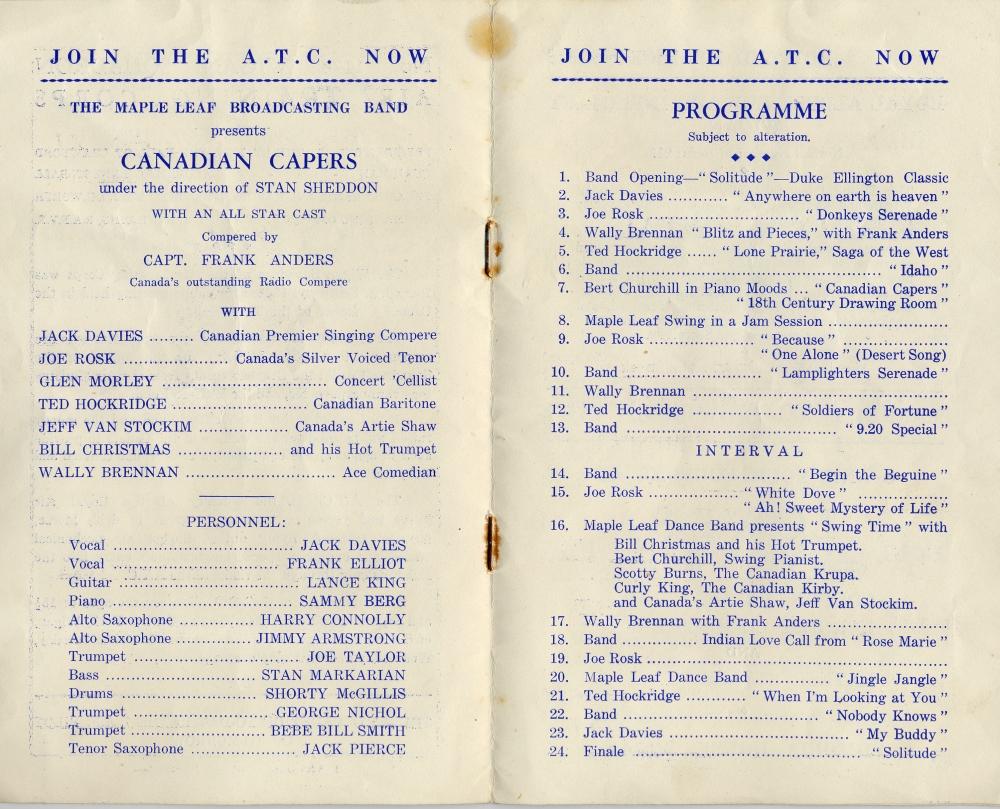 JOIN THE A.T.C. NOW
THE MAPLE LEAF BROADCASTING BAND
presents
CANADIAN CAPERS
under the direction of STAN SHEDDON
WITH AN ALL STAR CAST
Compered by
CAPT. FRANK ANDERS
Canada's outstanding Radio Compere
WITH
JACK DAVIES ......... Canadian Premier Singing Compere
JOE ROSK ..................... Canada's Silver Voiced Tenor
GLEN MORLEY ................................. Concert 'Cellist
TED HOCKRIDGE ........................... Canadian Baritone
JEFF VAN STOCKIM .................. Canada's Artie Shaw
BILL CHRISTMAS ..................... and his Hot Trumpet
WALLY BRENNAN ............................... Ace Comedian
PERSONNEL:
Vocal .................................... JACK DAVIES
Vocal ................................. FRANK ELLIOT
Guitar ..................................... LANCE KING
Piano ..................................... SAMMY BERG
Alto Saxophone ............... HARRY CONNOLLY
Alto Saxophone ............... JIMMY ARMSTRONG
Trumpet ................................. JOE TAYLOR
Bass ............................... STAN MARKARIAN
Drums ........................... SHORTY McGILLIS
Trumpet ........................... GEORGE NICHOL
Trumpet ........................... BEBE BILL SMITH
Tenor Saxophone ..................... JACK PIERCE
JOIN THE A.T.C. NOW
PROGRAMME
Subject to alteration.
◆ ◆ ◆
1. Band Opening—“Solitude”—Duke Ellington Classic
2. Jack Davies ............ “Anywhere on earth is heaven”
3. Joe Rosk .............................. “Donkeys Serenade”
4. Wally Brennan “Blitz and Pieces,” with Frank Anders
5. Ted Hockridge ...... “Lone Prairie,” Saga of the West
6. Band .................................................... “Idaho”
7. Bert Churchill in Piano Moods ... “Canadian Capers”
“18th Century Drawing Room”
8. Maple Leaf Swing in a Jam Session ........................
9. Joe Rosk ....................... “Because” .....................
“One Alone” (Desert Song)
10. Band .............................. “Lamplighters Serenade”
11. Wally Brennan ...................................................
12. Ted Hockridge .................. “Soldiers of Fortune”
13. Band ............................................. “9.20 Special”
INTERVAL
14. Band .................................. “Begin the Beguine”
15. Joe Rosk .................. “White Dove” ..................
“Ah! Sweet Mystery of Life”
16. Maple Leaf Dance Band presents “Swing Time” with
Bill Christmas and his Hot Trumpet.
Bert Churchill, Swing Pianist.
Scotty Burns, The Canadian Krupa.
Curly King, The Canadian Kirby.
and Canada's Artie Shaw, Jeff Van Stockim.
17. Wally Brennan with Frank Anders ........................
18. Band ............... Indian Love Call from “Rose Marie”
19. Joe Rosk ............................................................
20. Maple Leaf Dance Band ............... “Jingle Jangle”
21. Ted Hockridge ......... “When I'm Looking at You”
22. Band ....................................... “Nobody Knows”
23. Jack Davies ................................. “My Buddy”
24. Finale ............................................. “Solitude”